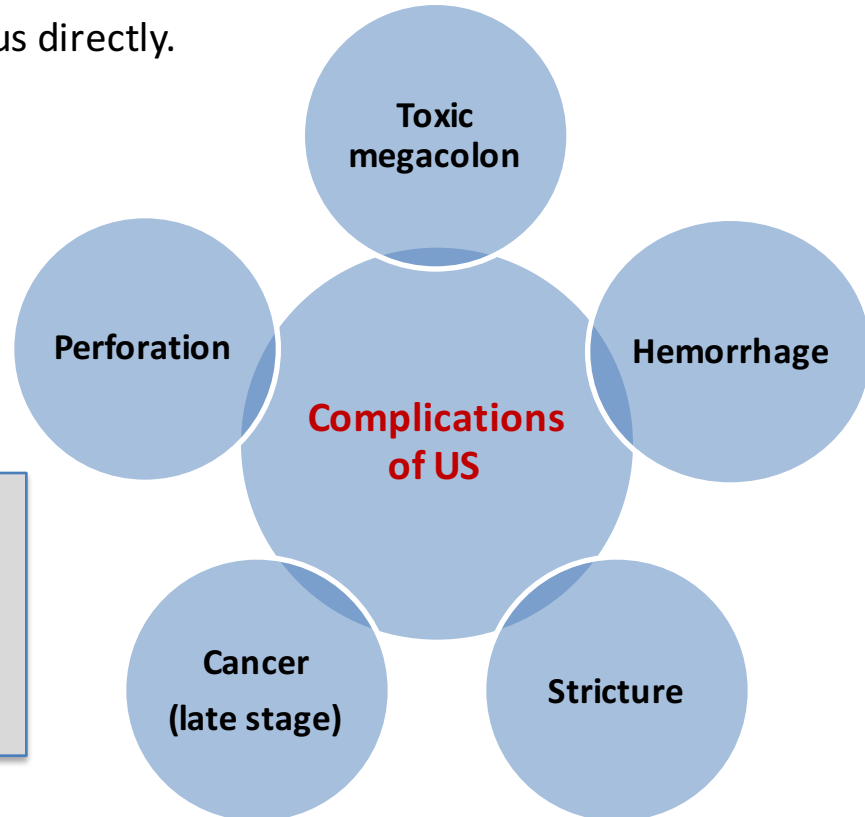 us directly.
Toxic
megacolon
Perforation
Hemorrhage
Complications
of US
Cancer
(late stage)
Stricture